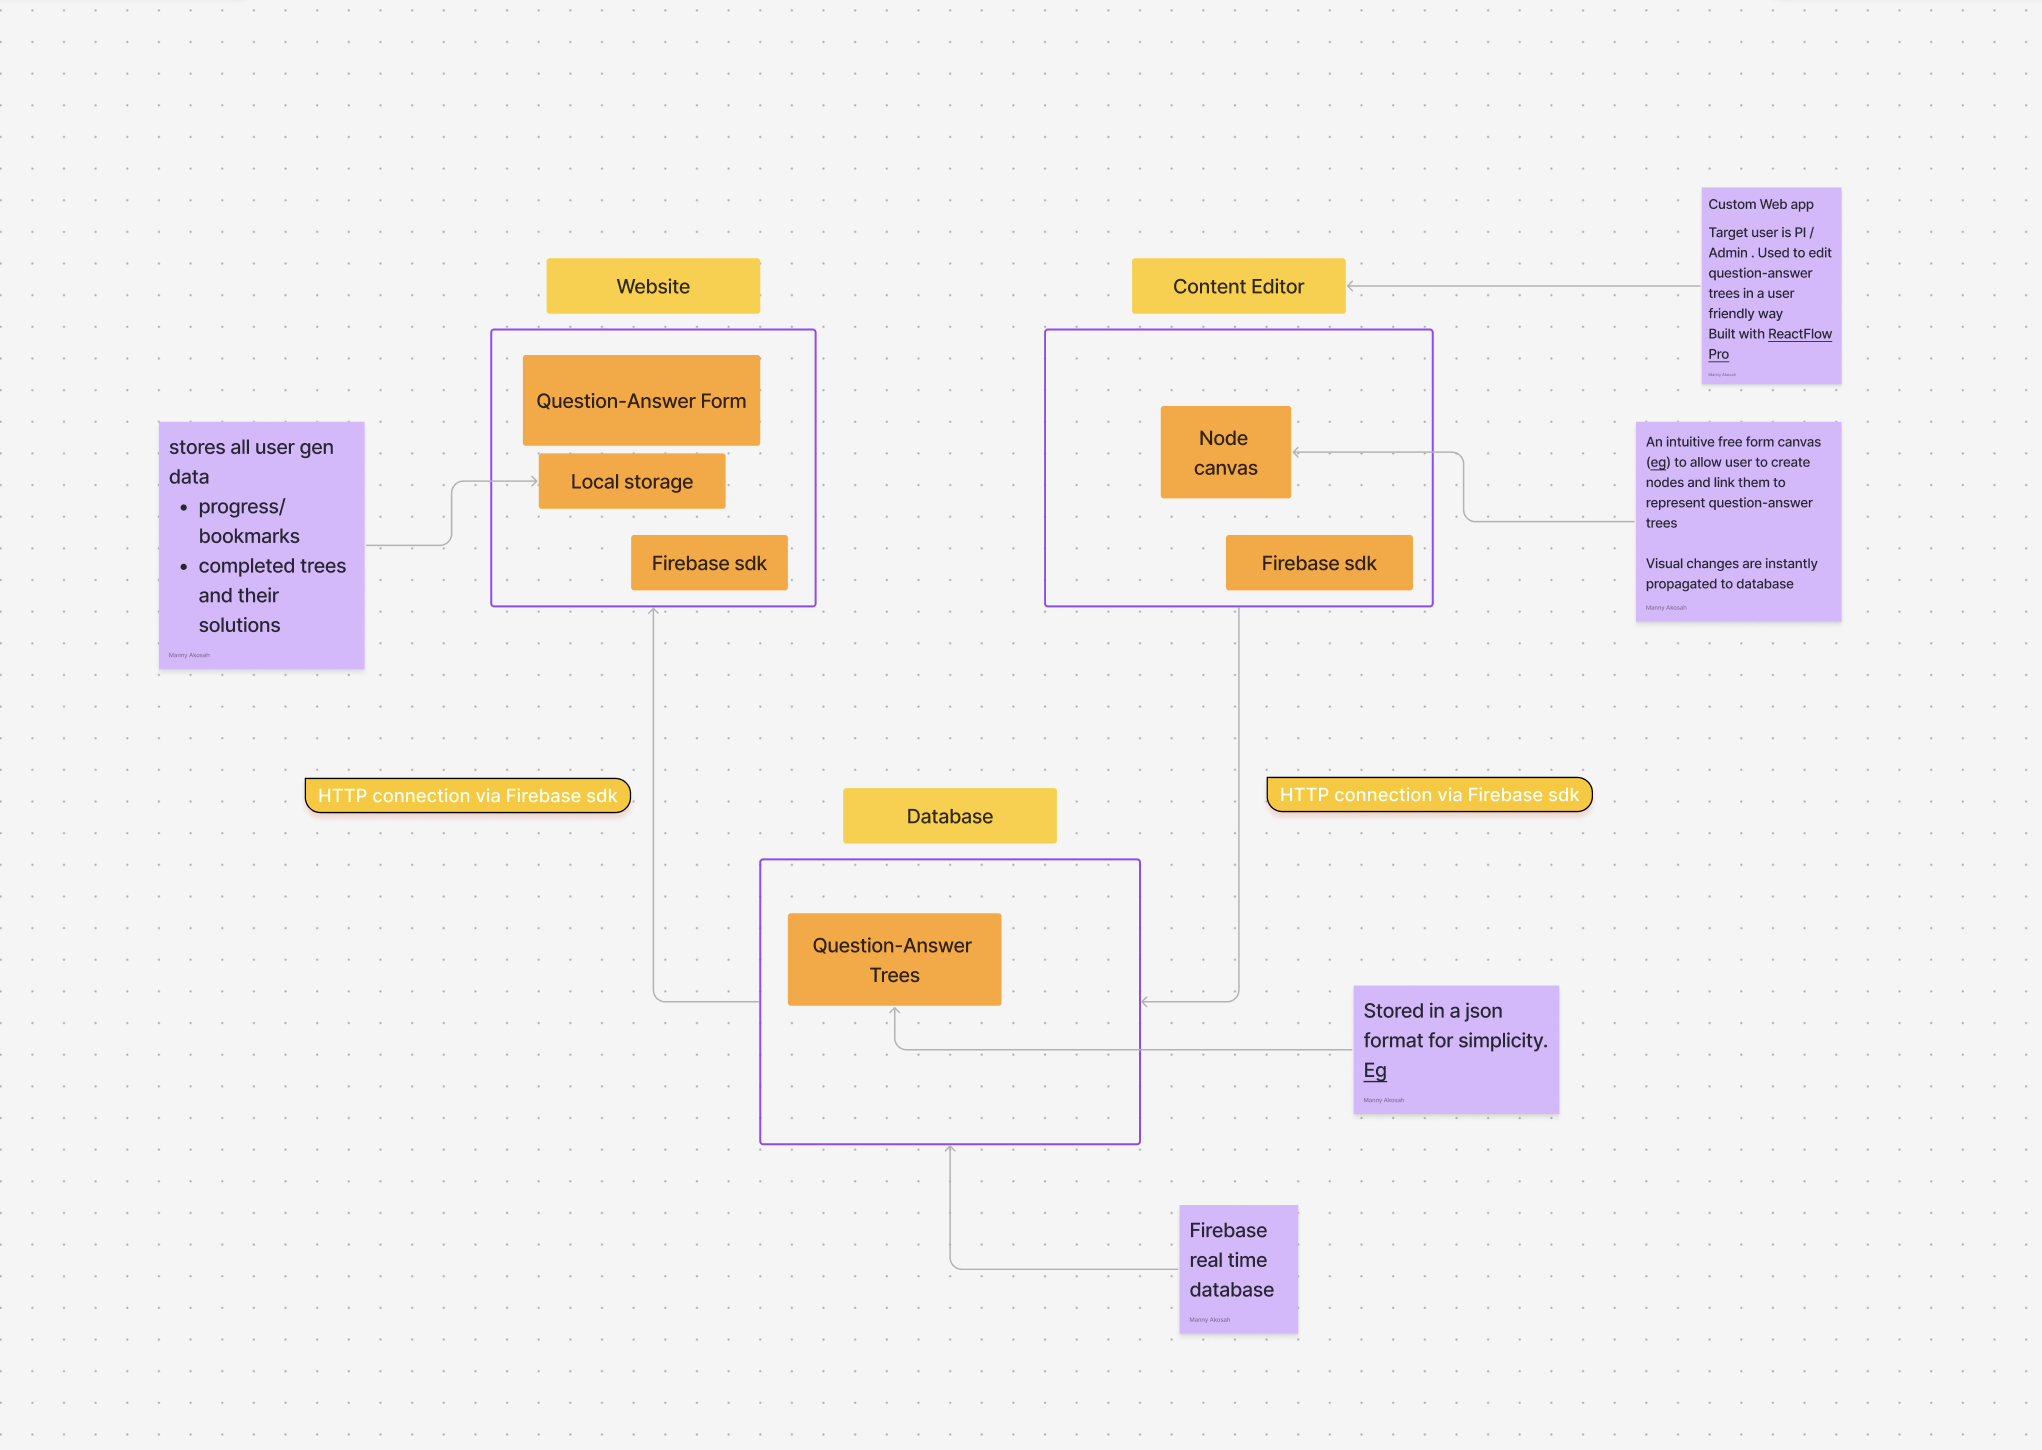 Custom Web app
Target user is PI /
Admin . Used to edit
question-answer
trees in a user
friendly way
Built with ReactFlow
Pro
Manny Akosah
Website
Content Editor
Question-Answer Form
Local storage
Firebase sdk
Node
canvas
Firebase sdk
stores all user gen
data
• progress/
bookmarks
• completed trees
and their
solutions
Manny Akosah
An intuitive free form canvas
(eg) to allow user to create
nodes and link them to
represent question-answer
trees
Visual changes are instantly
propagated to database
Manny Akosah
HTTP connection via Firebase sdk
HTTP connection via Firebase sdk
Database
Question-Answer
Trees
Stored in a json
format for simplicity.
Eg
Manny Akosah
Firebase
real time
database
Manny Akosah